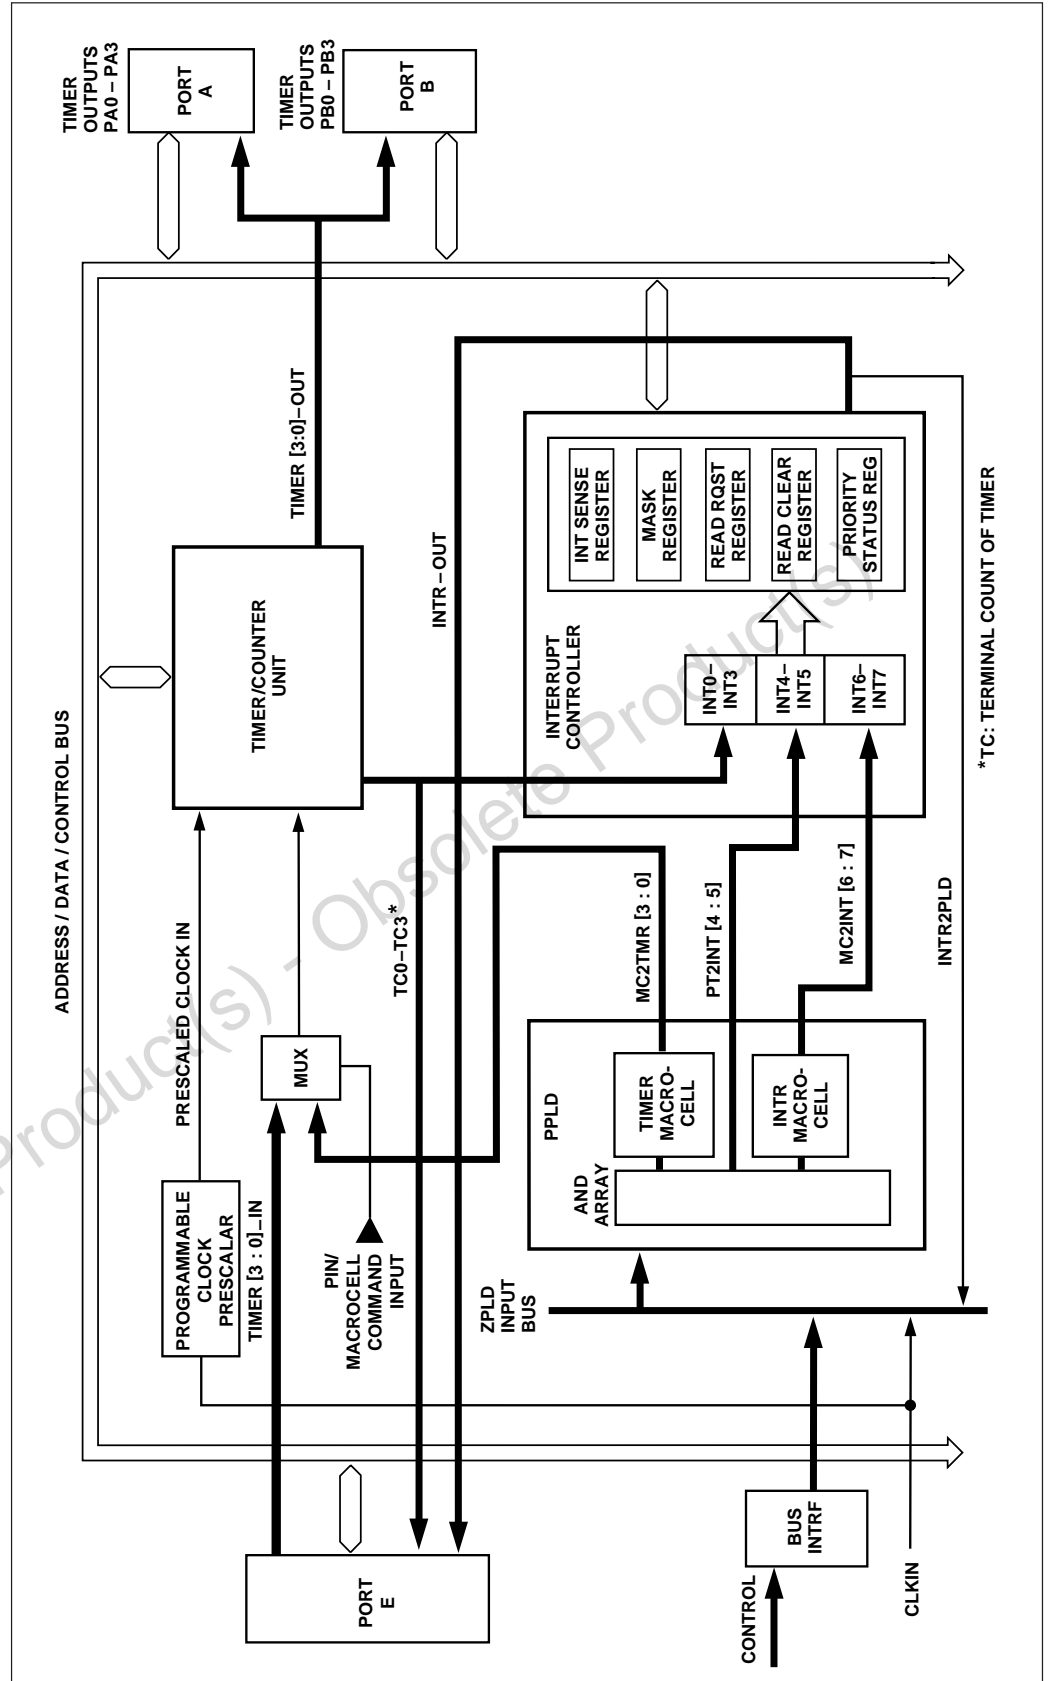 TIMER
OUTPUTS
PA0 – PA3
PORT
A
TIMER
OUTPUTS
PB0 – PB3
PORT
B
ADDRESS / DATA / CONTROL BUS
TIMER [3:0]–OUT
TIMER/COUNTER
UNIT
INTR – OUT
INTERRUPT
CONTROLLER
INT SENSE
REGISTER
MASK
REGISTER
READ RQST
REGISTER
READ CLEAR
REGISTER
PRIORITY
STATUS REG
INT0–
INT3
INT4–
INT5
INT6–
INT7
*TC: TERMINAL COUNT OF TIMER
PRESCALED CLOCK IN
MUX
TC0–TC3*
MC2TMR [3 : 0]
PT2INT [4 : 5]
MC2INT [6 : 7]
INTR2PLD
PPLD
TIMER
MACRO-
CELL
INTR
MACRO-
CELL
AND
ARRAY
PROGRAMMABLE
CLOCK
PRESCALAR
TIMER [3 : 0]–IN
PIN/
MACROCELL
COMMAND
INPUT
ZPLD
INPUT
BUS
PORT
E
BUS
INTRF
CONTROL
CLKIN
Product(s) - Obsolete Product(s)